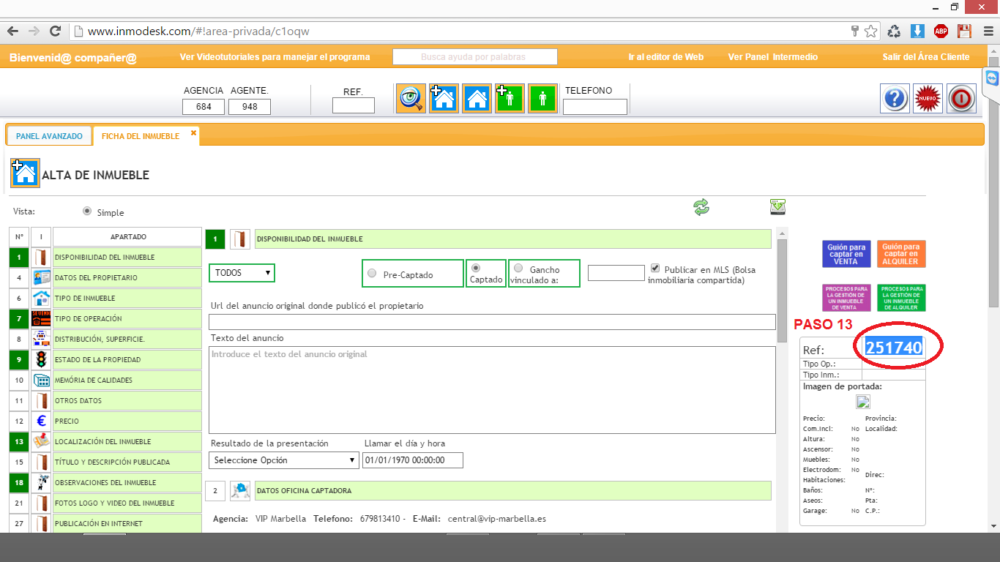 www.inmodesk.com/#!area-privada/c1oqw
ABP
Bienvenid@ compañer@
Ver Videotutoriales para manejar el programa
Busca ayuda por palabras
Ir al editor de Web
Ver Panel Intermedio
Salir del Área Cliente
AGENCIA AGENTE.
684 948
REF.
TELEFONO
NUEVO
PANEL AVANZADO
FICHA DEL INMUEBLE
ALTA DE INMUEBLE
Vista:
Simple
Nº I APARTADO
1 DISPONIBILIDAD DEL INMUEBLE
4 DATOS DEL PROPIETARIO
6 TIPO DE INMUEBLE
7 TIPO DE OPERACIÓN
8 DISTRIBUCIÓN, SUPERFICIE.
9 ESTADO DE LA PROPIEDAD
10 MEMÓRIA DE CALIDADES
11 OTROS DATOS
12 PRECIO
13 LOCALIZACIÓN DEL INMUEBLE
15 TÍTULO Y DESCRIPCIÓN PUBLICADA
18 OBSERVACIONES DEL INMUEBLE
21 FOTOS LOGO Y VIDEO DEL INMUEBLE
27 PUBLICACIÓN EN INTERNET
1 DISPONIBILIDAD DEL INMUEBLE
TODOS
Pre-Captado
Captado
Gancho
vinculado a:
Publicar en MLS (Bolsa
inmobiliaria compartida)
Url del anuncio original donde publicó el propietario
Texto del anuncio
Introduce el texto del anuncio original
Resultado de la presentación
Llamar el día y hora
Seleccione Opción
01/01/1970 00:00:00
2 DATOS OFICINA CAPTADORA
Agencia: VIP Marbella Telefono: 679813410 - E-Mail: central@vip-marbella.es
Guión para
captar en
VENTA
Guión para
captar en
ALQUILER
PROCESOS PARA
LA GESTIÓN DE
UN INMUEBLE
DE VENTA
PROCESOS PARA
LA GESTIÓN DE
UN INMUEBLE
DE ALQUILER
PASO 13
Ref: 251740
Tipo Op.:
Tipo Inm.:
Imagen de portada:
Precio: Provincia:
Com.Incl: No Localidad:
Altura: No
Ascensor: No
Muebles: No
Electrodom: No
Direc:
Habitaciones:
Baños: Nº:
Aseos: Pta:
Garage: No C.P.: